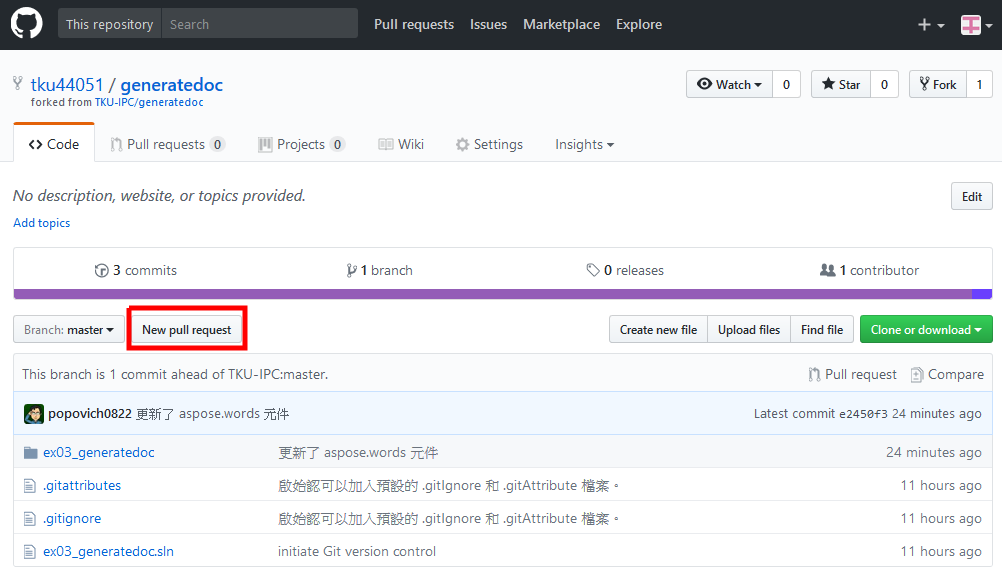 This repository Search Pull requests Issues Marketplace Explore
tku44051 / generatedoc Watch 0 Star 0 Fork 1
forked from TKU-IPC/generatedoc
Code Pull requests 0 Projects 0 Wiki Settings Insights
No description, website, or topics provided. Edit
Add topics
3 commits 1 branch 0 releases 1 contributor
Branch: master New pull request Create new file Upload files Find file Clone or download
This branch is 1 commit ahead of TKU-IPC:master. Pull request Compare
popovich0822 更新了 aspose.words 元件 Latest commit e2450f3 24 minutes ago
ex03_generatedoc 更新了 aspose.words 元件 24 minutes ago
.gitattributes 啟始認可以加入預設的 .gitIgnore 和 .gitAttribute 檔案。 11 hours ago
.gitignore 啟始認可以加入預設的 .gitIgnore 和 .gitAttribute 檔案。 11 hours ago
ex03_generatedoc.sln initiate Git version control 11 hours ago